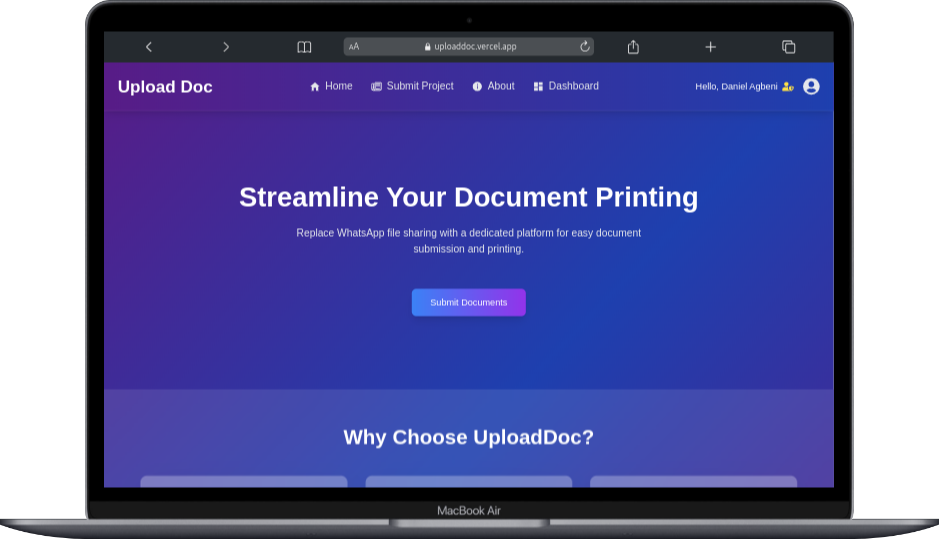 AA
uploaddoc.vercel.app
Upload Doc
Home
Submit Project
About
Dashboard
Hello, Daniel Agbeni
Streamline Your Document Printing
Replace WhatsApp file sharing with a dedicated platform for easy document
submission and printing.
Submit Documents
Why Choose UploadDoc?
MacBook Air